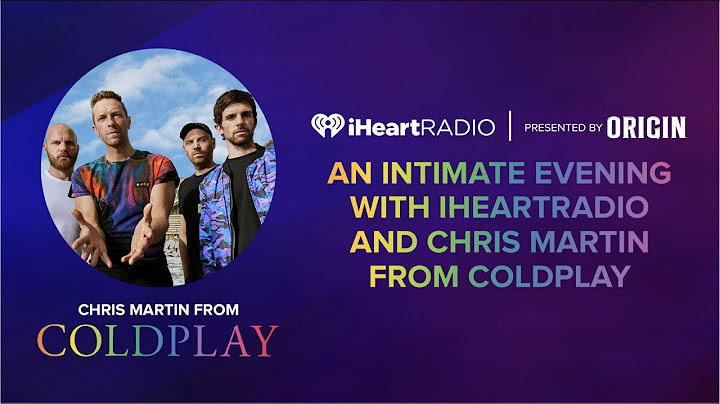 iHeartRADIO | PRESENTED BY ORIGIN
AN INTIMATE EVENING
WITH IHEARTRADIO
AND CHRIS MARTIN
FROM COLDPLAY
CHRIS MARTIN FROM
COLDPLAY